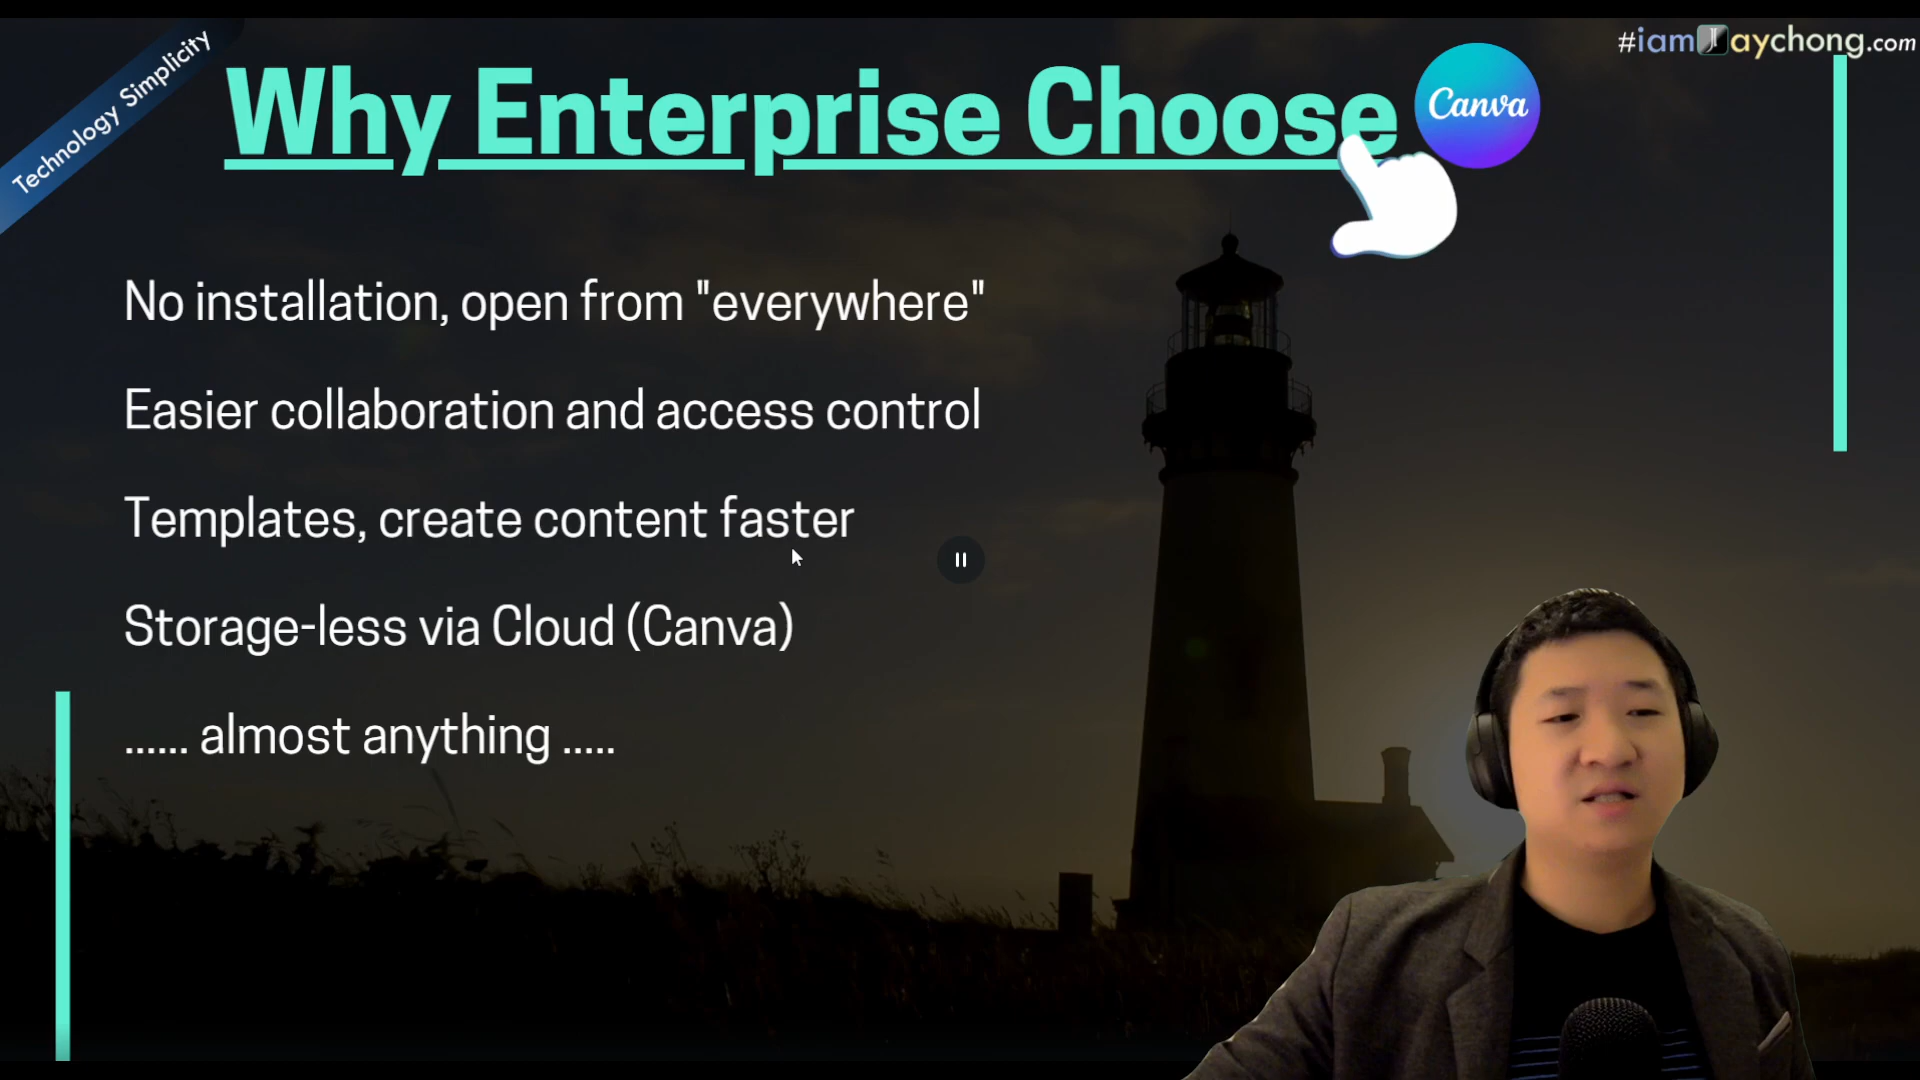 Technology Simplicity
#iamJaychong.com
Why Enterprise Choose
Canva
No installation, open from "everywhere"
Easier collaboration and access control
Templates, create content faster
Storage-less via Cloud (Canva)
...... almost anything .....